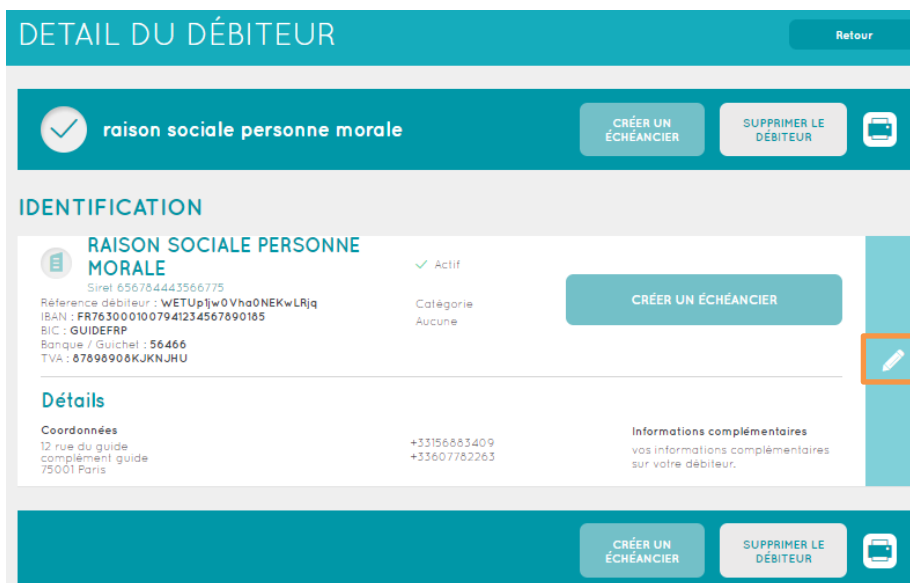 DETAIL DU DÉBITEUR
Retour
raison sociale personne morale
CRÉER UN
ÉCHÉANCIER
SUPPRIMER LE
DÉBITEUR
IDENTIFICATION
RAISON SOCIALE PERSONNE
MORALE
Siret 656784443566775
Réference débiteur : WETUp1jw0Vha0NEKwLRjq
IBAN : FR7630001007941234567890185
BIC : GUIDEFRP
Banque / Guichet : 56466
TVA : 87898908KJKNJHU
Actif
Catégorie
Aucune
CRÉER UN ÉCHÉANCIER
Détails
Coordonnées
12 rue du guide
complément guide
75001 Paris
+33156883409
+33607782263
Informations complémentaires
vos informations complémentaires
sur votre débiteur.
CRÉER UN
ÉCHÉANCIER
SUPPRIMER LE
DÉBITEUR